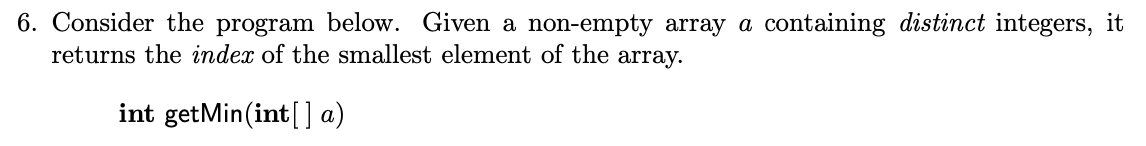 6. Consider the program below. Given a non-empty array a containing distinct integers, it
returns the index of the smallest element of the array.
int getMin(int[ ] a)